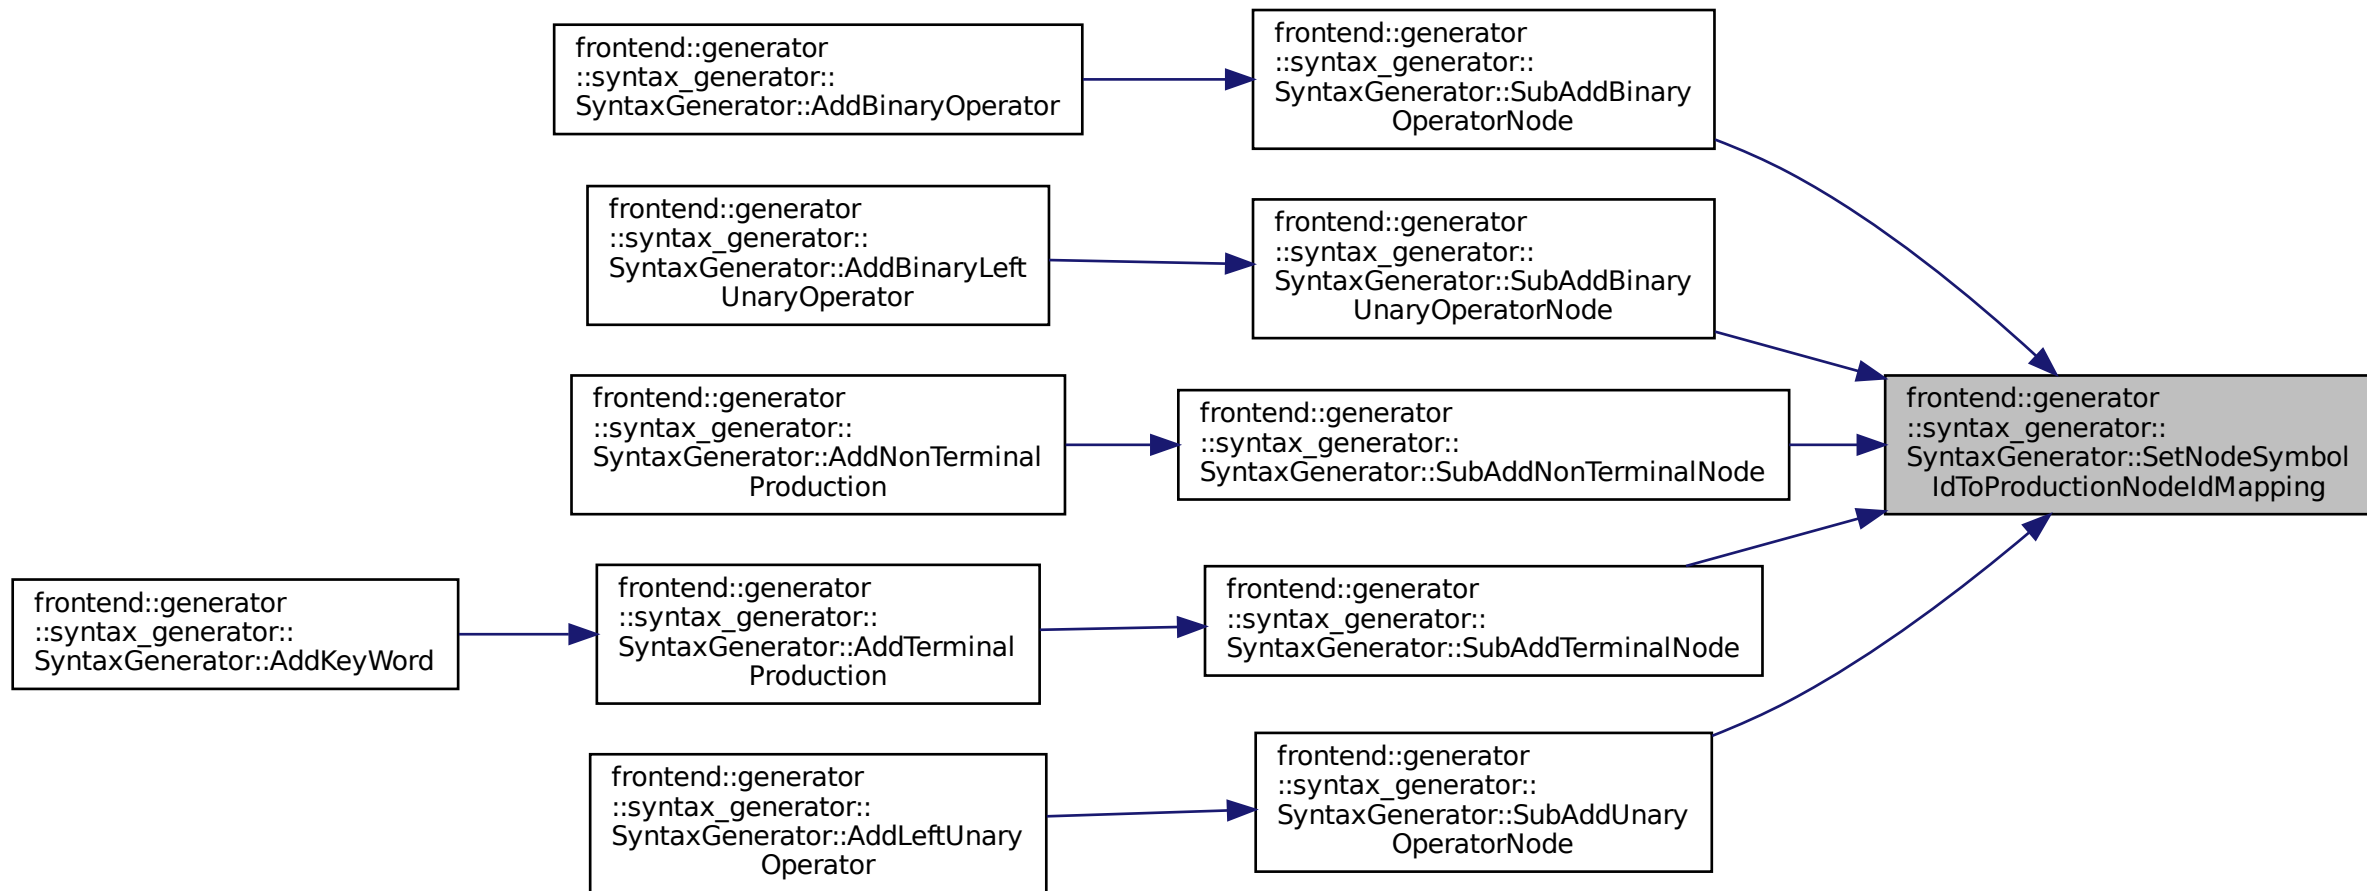 frontend::generator
::syntax_generator::
SyntaxGenerator::AddBinaryOperator
frontend::generator
::syntax_generator::
SyntaxGenerator::SubAddBinary
OperatorNode
frontend::generator
::syntax_generator::
SyntaxGenerator::AddBinaryLeft
UnaryOperator
frontend::generator
::syntax_generator::
SyntaxGenerator::SubAddBinary
UnaryOperatorNode
frontend::generator
::syntax_generator::
SyntaxGenerator::AddNonTerminal
Production
frontend::generator
::syntax_generator::
SyntaxGenerator::SubAddNonTerminalNode
frontend::generator
::syntax_generator::
SyntaxGenerator::SetNodeSymbol
IdToProductionNodeIdMapping
frontend::generator
::syntax_generator::
SyntaxGenerator::AddKeyWord
frontend::generator
::syntax_generator::
SyntaxGenerator::AddTerminal
Production
frontend::generator
::syntax_generator::
SyntaxGenerator::SubAddTerminalNode
frontend::generator
::syntax_generator::
SyntaxGenerator::AddLeftUnary
Operator
frontend::generator
::syntax_generator::
SyntaxGenerator::SubAddUnary
OperatorNode